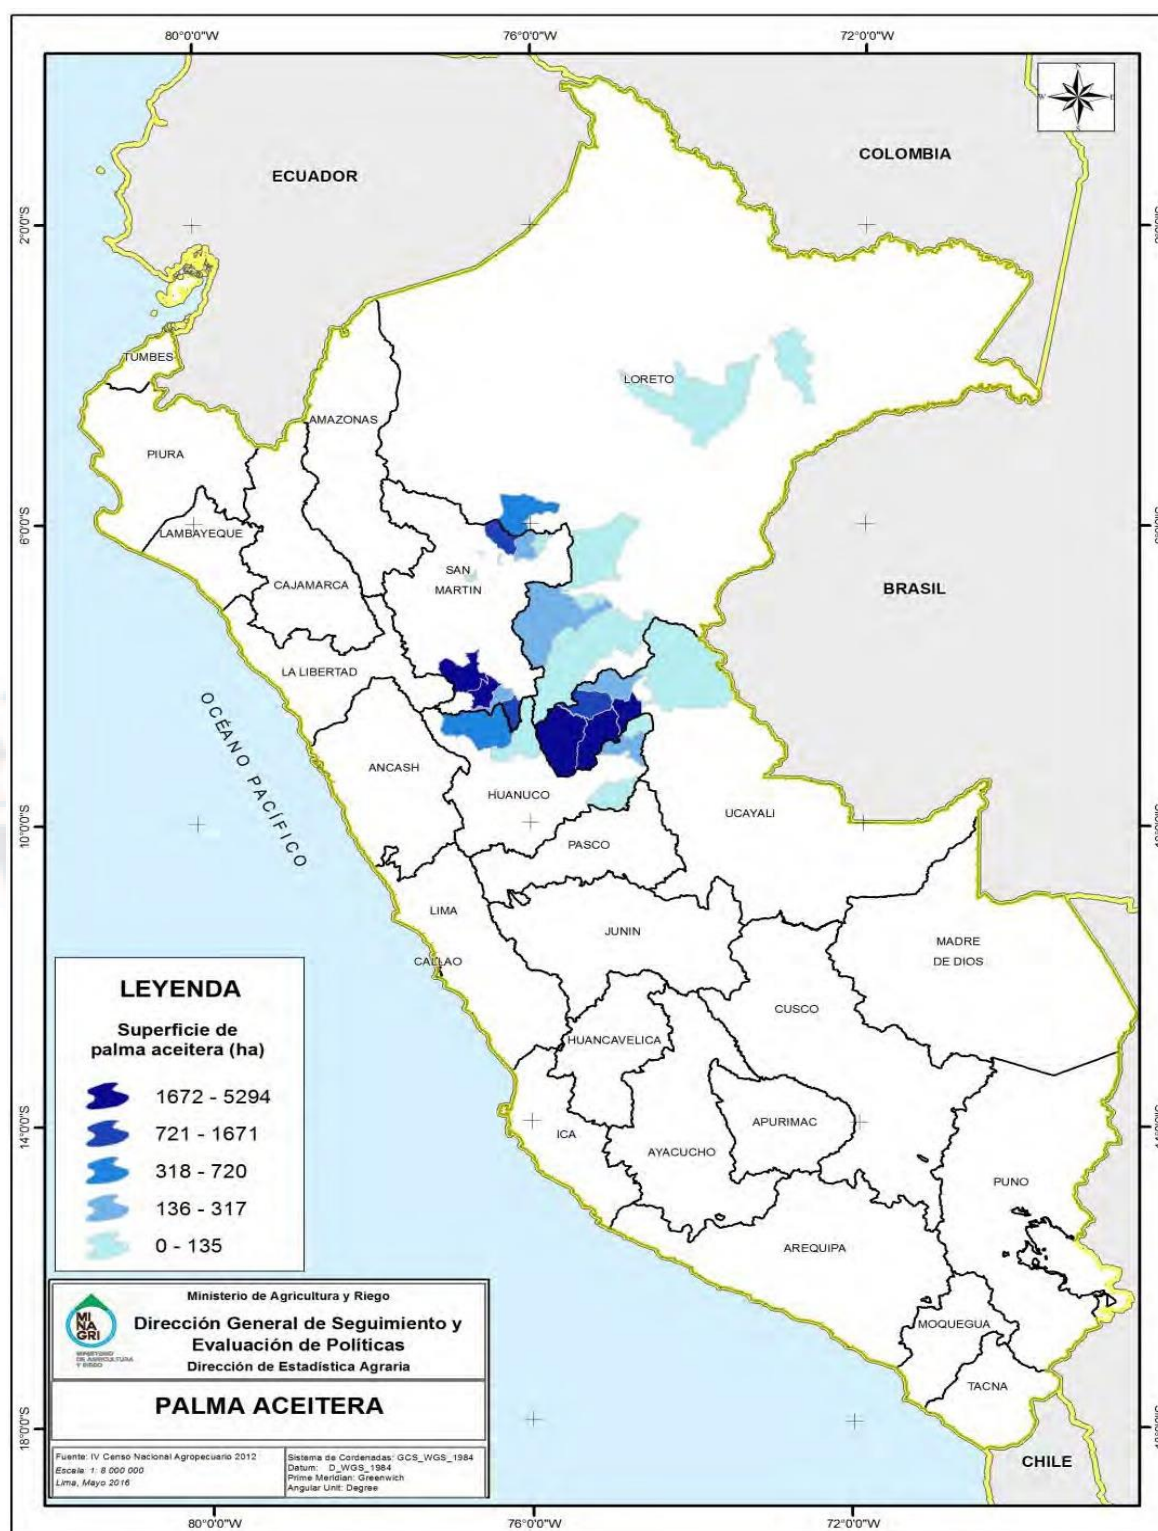 80°0'0"W 76°0'0"W 72°0'0"W
N
W E
S
COLOMBIA
ECUADOR
2°0'0"S
TUMBES
LORETO
AMAZONAS
PIURA
6°0'0"S
LAMBAYEQUE
SAN
MARTIN
CAJAMARCA
BRASIL
LA LIBERTAD
OCÉANO PACÍFICO
ANCASH
HUANUCO
UCAYALI
10°0'0"S
PASCO
LIMA
JUNIN
MADRE
DE DIOS
CALLAO
CUSCO
HUANCAVELICA
LEYENDA
Superficie de
palma aceitera (ha)
1672 - 5294
721 - 1671
318 - 720
136 - 317
0 - 135
14°0'0"S
APURIMAC
ICA
AYACUCHO
PUNO
AREQUIPA
MOQUEGUA
TACNA
CHILE
18°0'0"S
MI
NA
GRI
MINISTERIO
DE AGRICULTURA
Y RIEGO
Ministerio de Agricultura y Riego
Dirección General de Seguimiento y
Evaluación de Políticas
Dirección de Estadística Agraria
PALMA ACEITERA
Fuente: IV Censo Nacional Agropecuario 2012
Escala: 1: 8 000 000
Lima, Mayo 2016
Sistema de Cordenadas: GCS_WGS_1984
Datum: D_WGS_1984
Prime Meridian: Greenwich
Angular Unit: Degree
80°0'0"W 76°0'0"W 72°0'0"W